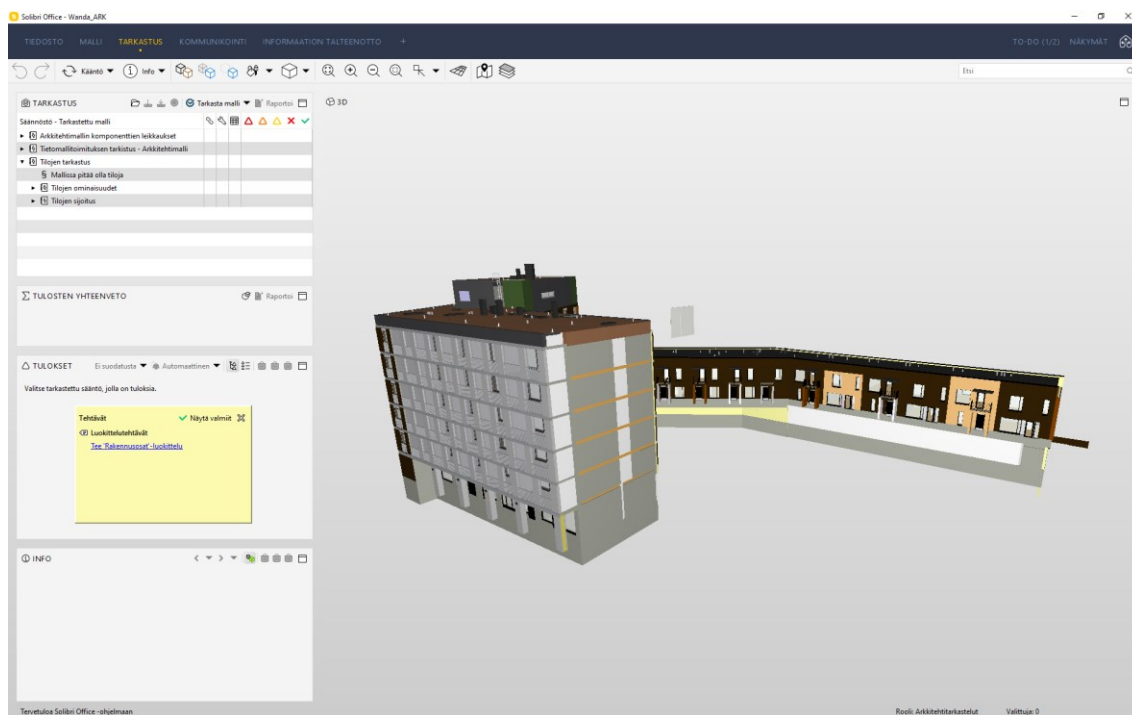 Solibri Office - Wanda_ARK
TIEDOSTO MALLI TARKASTUS KOMMUNIKOINTI INFORMAATION TALTEENOTTO + TO-DO (1/2) NÄKYMÄT
Kääntö Info Etsi
TARKASTUS Tarkasta malli Raportoi
3D
Säännöstö - Tarkastettu malli
Arkkitehtimallin komponenttien leikkaukset
Tietomallitoimituksen tarkistus - Arkkitehtimalli
Tilojen tarkastus
§ Mallissa pitää olla tiloja
Tilojen ominaisuudet
Tilojen sijoitus
TULOSTEN YHTEENVETO Raportoi
TULOKSET Ei suodatusta Automaattinen
Valitse tarkastettu sääntö, jolla on tuloksia.
Tehtävät Näytä valmiit
Luokittelutehtävät
Tee 'Rakennusosat'-luokittelu
INFO
Tervetuloa Solibri Office -ohjelmaan Rooli: Arkkitehtitarkastelut Valittuja: 0